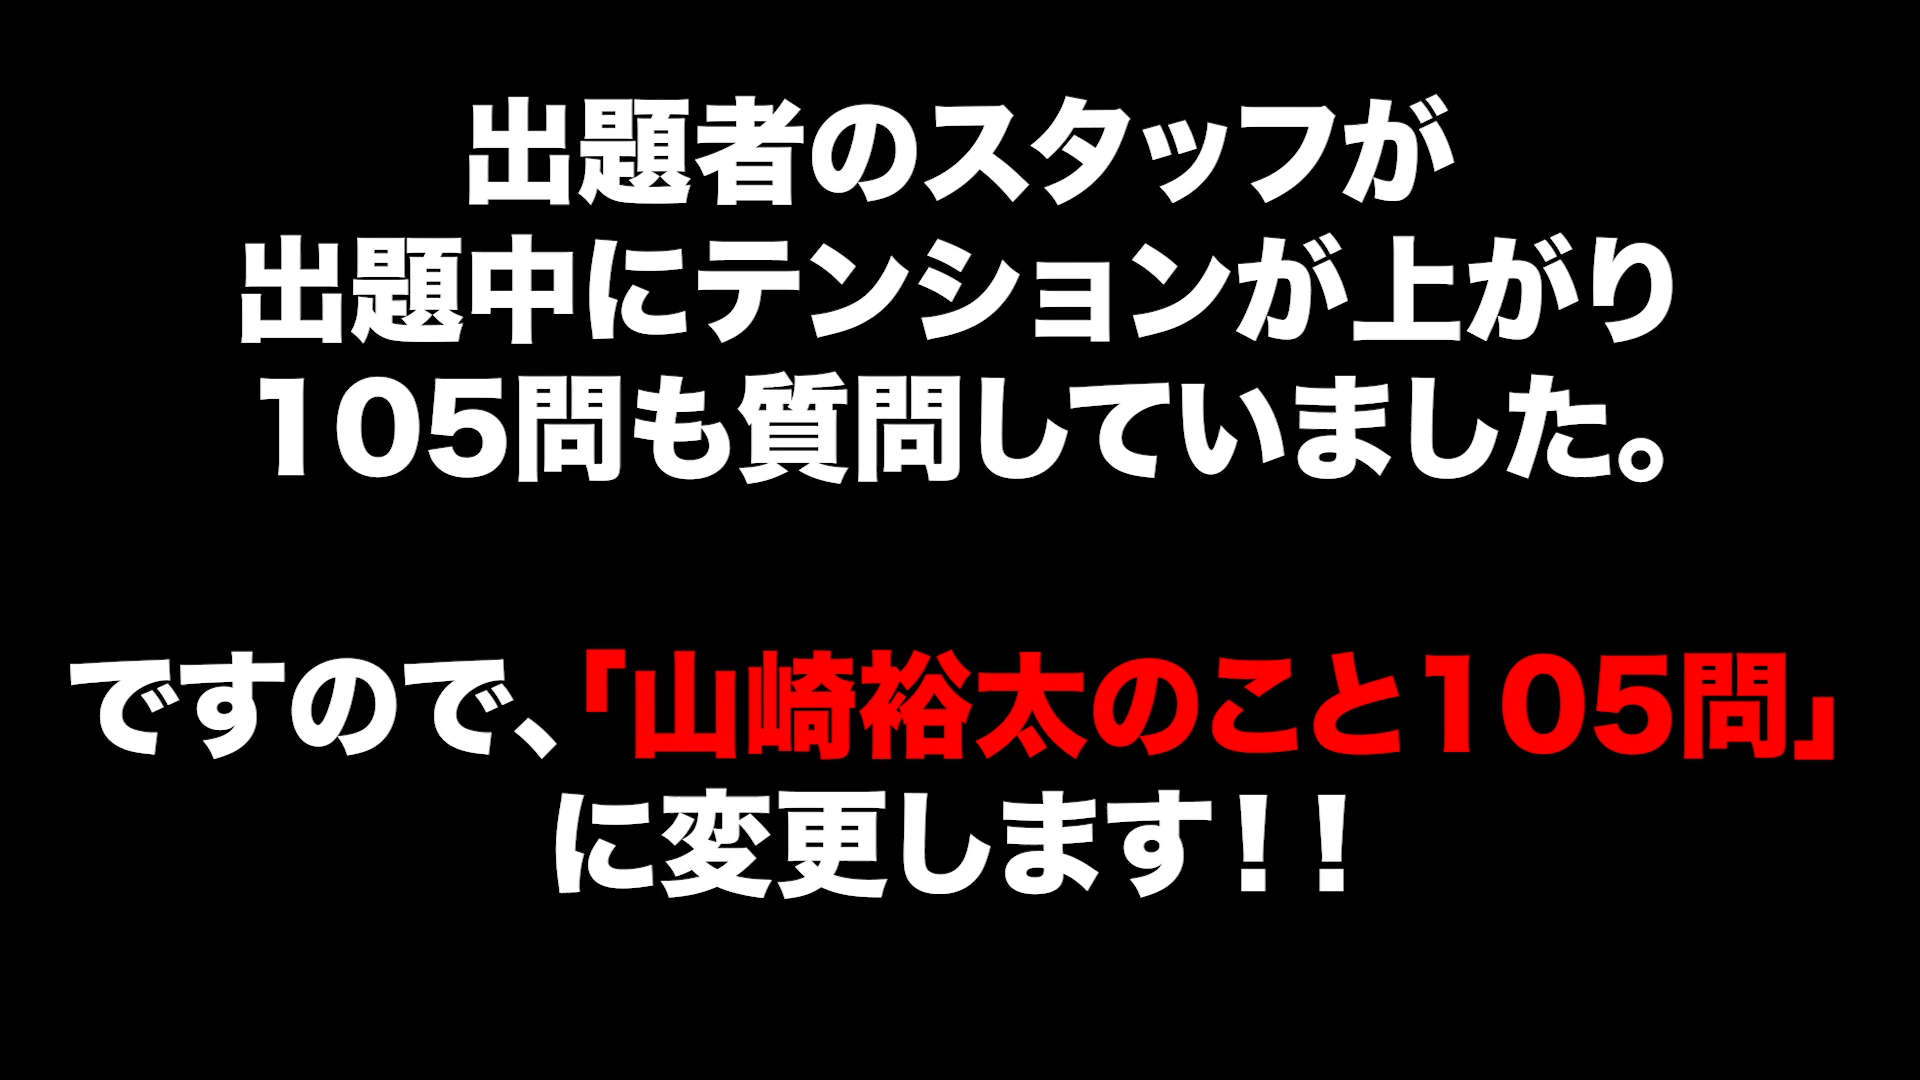 出題者のスタッフが
出題中にテンションが上がり
105問も質問していました。
ですので、「山崎裕太のこと105問」
に変更します!!